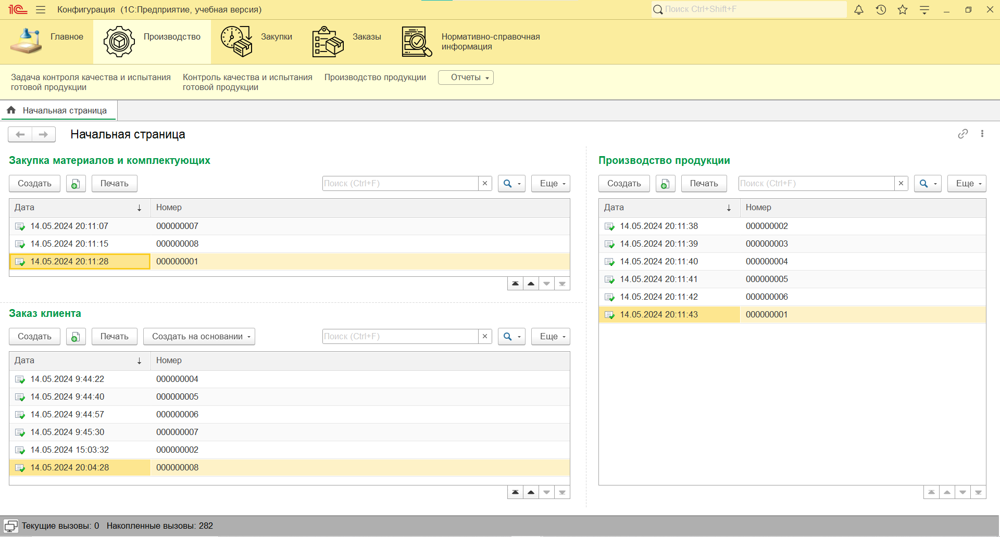 1С Конфигурация (1С:Предприятие, учебная версия)
Поиск Ctrl+Shift+F
Главное
Производство
Закупки
Заказы
Нормативно-справочная
информация
Задача контроля качества и испытания
готовой продукции
Контроль качества и испытания
готовой продукции
Производство продукции
Отчеты
Начальная страница
Начальная страница
Закупка материалов и комплектующих
Создать Печать Поиск (Ctrl+F) Еще
Дата Номер
14.05.2024 20:11:07 000000007
14.05.2024 20:11:15 000000008
14.05.2024 20:11:28 000000001
Заказ клиента
Создать Печать Создать на основании Поиск (Ctrl+F) Еще
Дата Номер
14.05.2024 9:44:22 000000004
14.05.2024 9:44:40 000000005
14.05.2024 9:44:57 000000006
14.05.2024 9:45:30 000000007
14.05.2024 15:03:32 000000002
14.05.2024 20:04:28 000000008
Производство продукции
Создать Печать Поиск (Ctrl+F) Еще
Дата Номер
14.05.2024 20:11:38 000000002
14.05.2024 20:11:39 000000003
14.05.2024 20:11:40 000000004
14.05.2024 20:11:41 000000005
14.05.2024 20:11:42 000000006
14.05.2024 20:11:43 000000001
Текущие вызовы: 0 Накопленные вызовы: 282